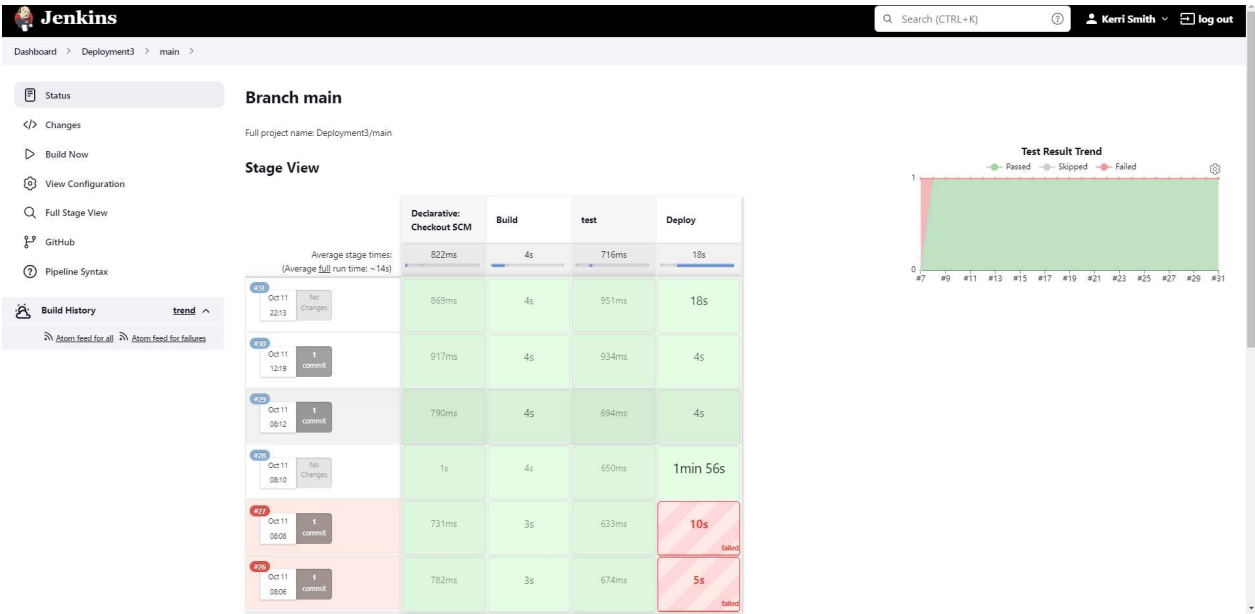 Jenkins
Search (CTRL+K)
Kerri Smith
log out
Dashboard > Deployment3 > main >
Status
Changes
Build Now
View Configuration
Full Stage View
GitHub
Pipeline Syntax
Build History trend
Atom feed for all Atom feed for failures
Branch main
Full project name: Deployment3/main
Stage View
Declarative: Checkout SCM Build test Deploy
Average stage times: 822ms 4s 716ms 18s
(Average full run time: ~14s)
#31
Oct 11 No Changes 869ms 4s 951ms 18s
22:13
#30
Oct 11 1 commit 917ms 4s 934ms 4s
12:19
#29
Oct 11 1 commit 790ms 4s 694ms 4s
08:12
#28
Oct 11 No Changes 1s 4s 650ms 1min 56s
08:10
#27
Oct 11 1 commit 731ms 3s 633ms 10s
08:08 failed
#26
Oct 11 1 commit 782ms 3s 674ms 5s
08:06 failed
Test Result Trend
Passed Skipped Failed
1
0
#7 #9 #11 #13 #15 #17 #19 #21 #23 #25 #27 #29 #31